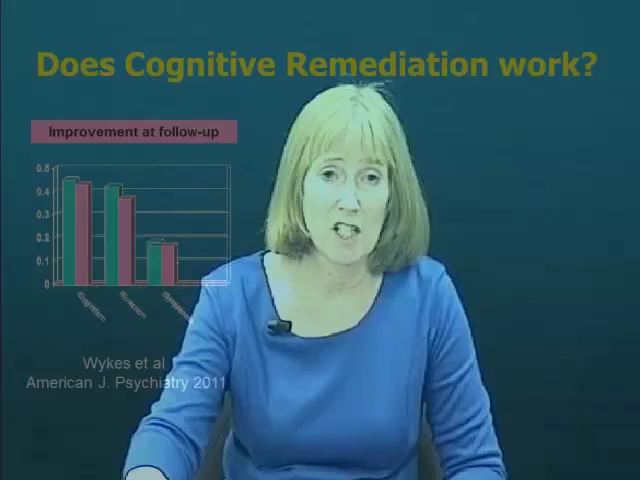 Does Cognitive Remediation work?
Improvement at follow-up
0.5
0.4
0.3
0.2
0.1
0
Cognition
Wykes et al
American J. Psychiatry 2011